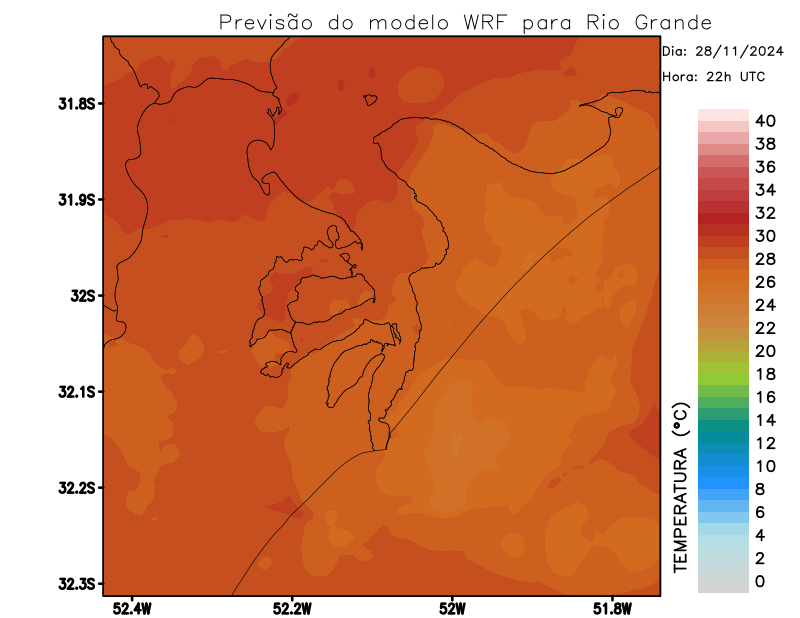 Previsão do modelo WRF para Rio Grande
Dia: 28/11/2024
Hora: 22h UTC
31.8S
31.9S
32S
32.1S
32.2S
32.3S
52.4W
52.2W
52W
51.8W
TEMPERATURA (°C)
40
38
36
34
32
30
28
26
24
22
20
18
16
14
12
10
8
6
4
2
0